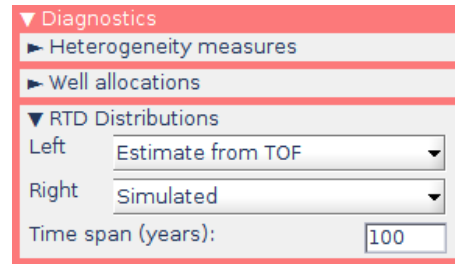 ▼ Diagnostics
► Heterogeneity measures
► Well allocations
▼ RTD Distributions
Left Estimate from TOF
Right Simulated
Time span (years): 100